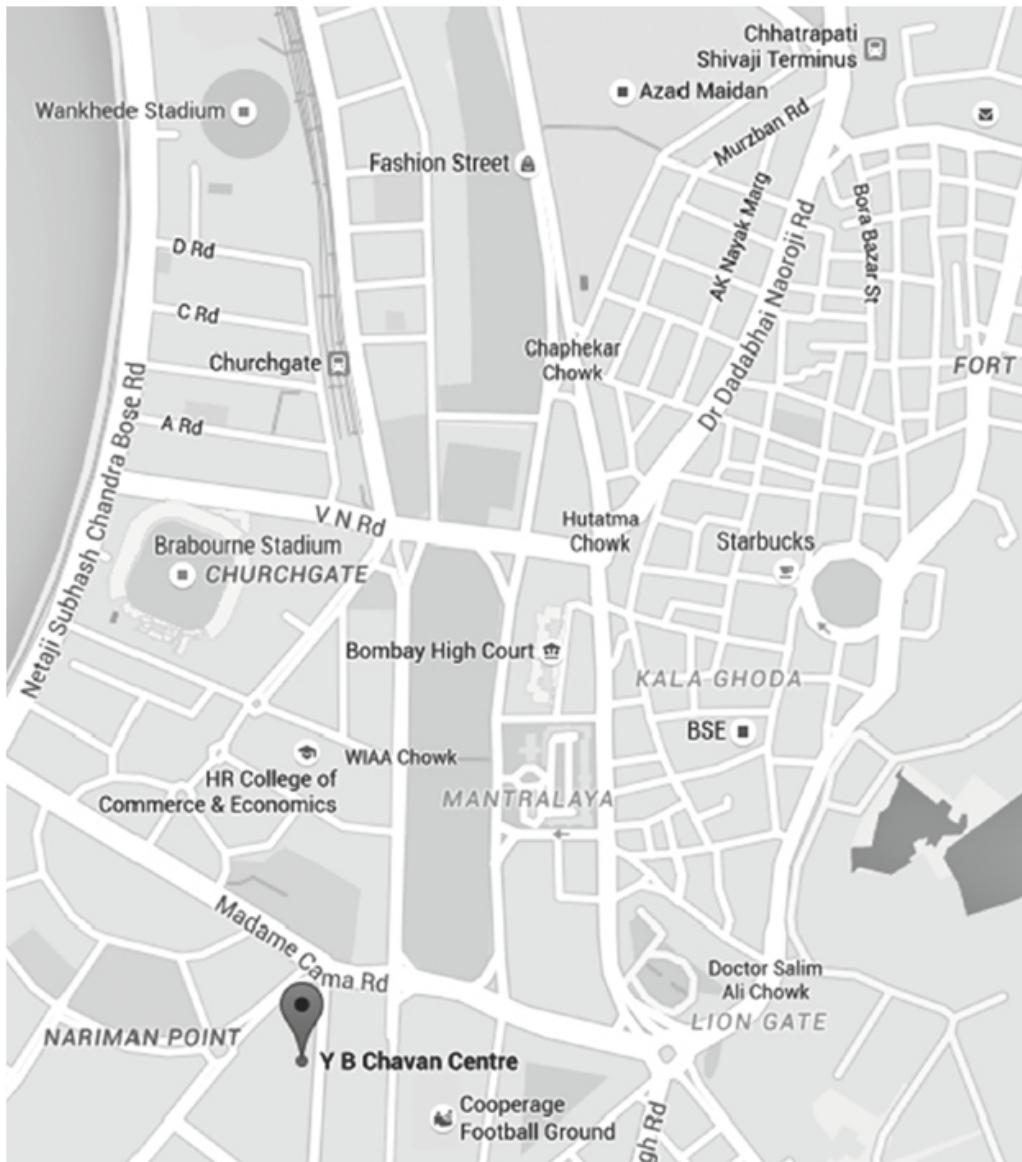 Chhatrapati
Shivaji Terminus
Azad Maidan
Wankhede Stadium
Murzban Rd
Fashion Street
AK Nayak Marg
Bora Bazar St
Dr Dadabhai Naoroji Rd
D Rd
C Rd
Churchgate
Chaphekar
Chowk
FORT
A Rd
Netaji Subhash Chandra Bose Rd
V N Rd
Hutatma
Chowk
Brabourne Stadium
CHURCHGATE
Starbucks
Bombay High Court
KALA GHODA
BSE
WIAA Chowk
HR College of
Commerce & Economics
MANTRALAYA
Madame Cama Rd
Doctor Salim
Ali Chowk
LION GATE
NARIMAN POINT
Y B Chavan Centre
Cooperage
Football Ground
gh Rd